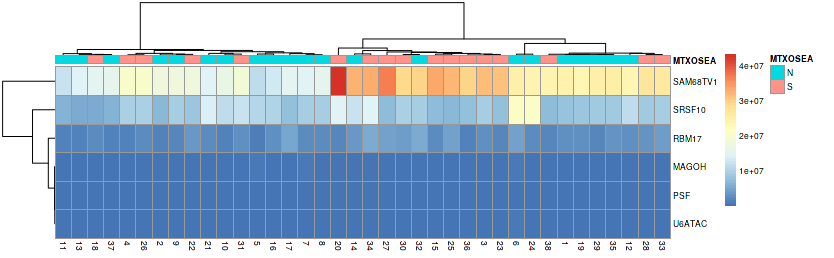 MTXOSEA
SAM68TV1
SRSF10
RBM17
MAGOH
PSF
U6ATAC
11 13 18 37 4 26 2 9 22 21 10 31 5 16 17 7 8 20 14 34 27 30 32 15 25 36 3 23 6 24 38 1 19 29 35 12 28 33
4e+07
3e+07
2e+07
1e+07
MTXOSEA
N
S